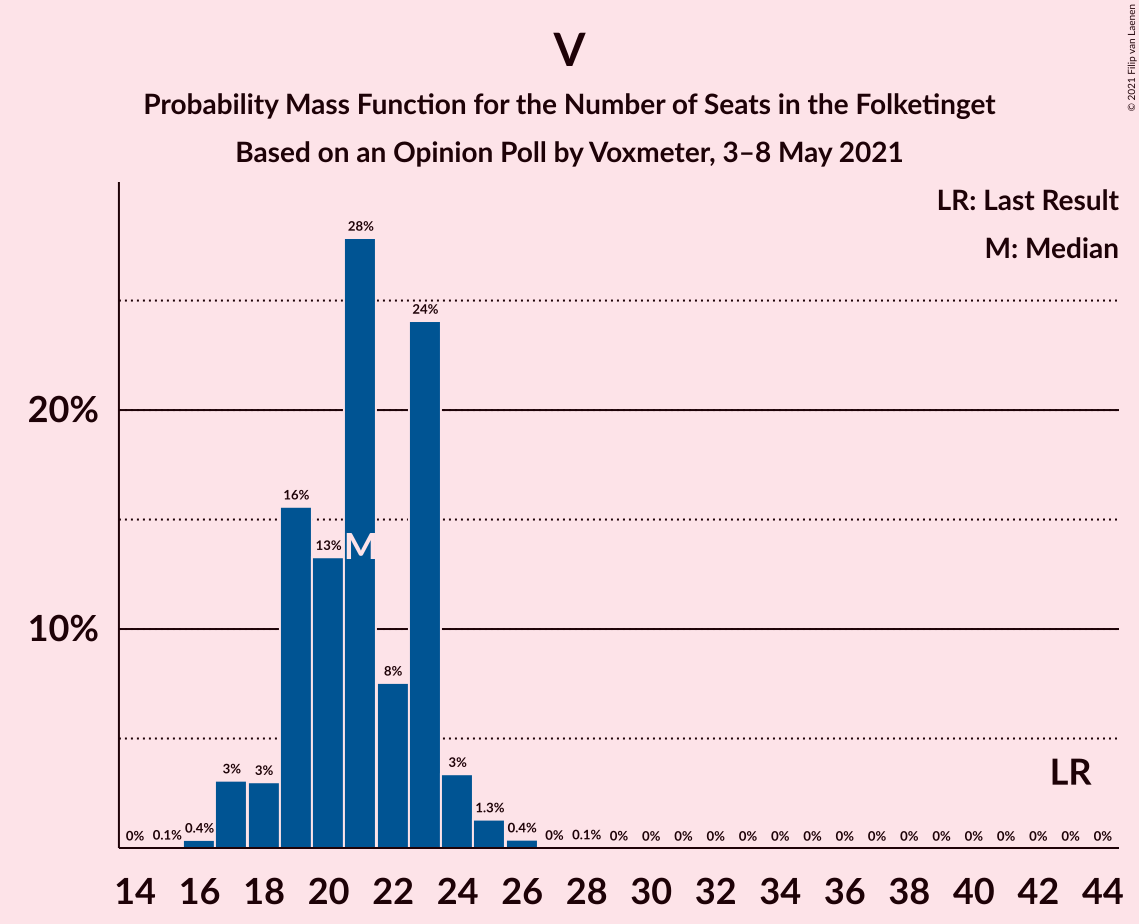 © 2021 Filip van Laenen
V
Probability Mass Function for the Number of Seats in the Folketinget
Based on an Opinion Poll by Voxmeter, 3–8 May 2021
LR: Last Result
M: Median
28%
24%
20%
16%
13%
M
10%
8%
3%
3%
3%
LR
1.3%
0% 0.1% 0.4% 0.4% 0% 0.1% 0% 0% 0% 0% 0% 0% 0% 0% 0% 0% 0% 0% 0% 0% 0% 0%
14 16 18 20 22 24 26 28 30 32 34 36 38 40 42 44